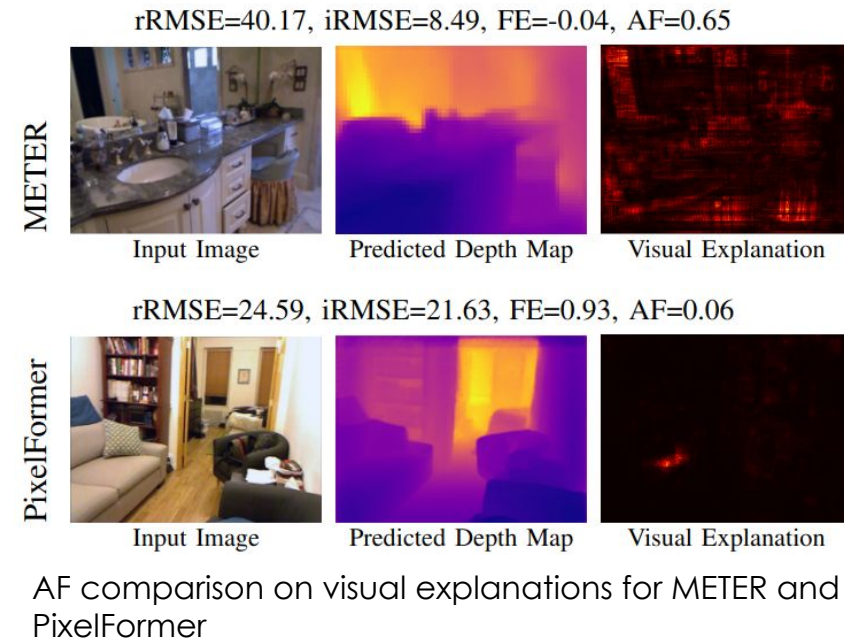 rRMSE=40.17, iRMSE=8.49, FE=-0.04, AF=0.65
METER
Input Image
Predicted Depth Map
Visual Explanation
rRMSE=24.59, iRMSE=21.63, FE=0.93, AF=0.06
PixelFormer
Input Image
Predicted Depth Map
Visual Explanation
AF comparison on visual explanations for METER and
PixelFormer